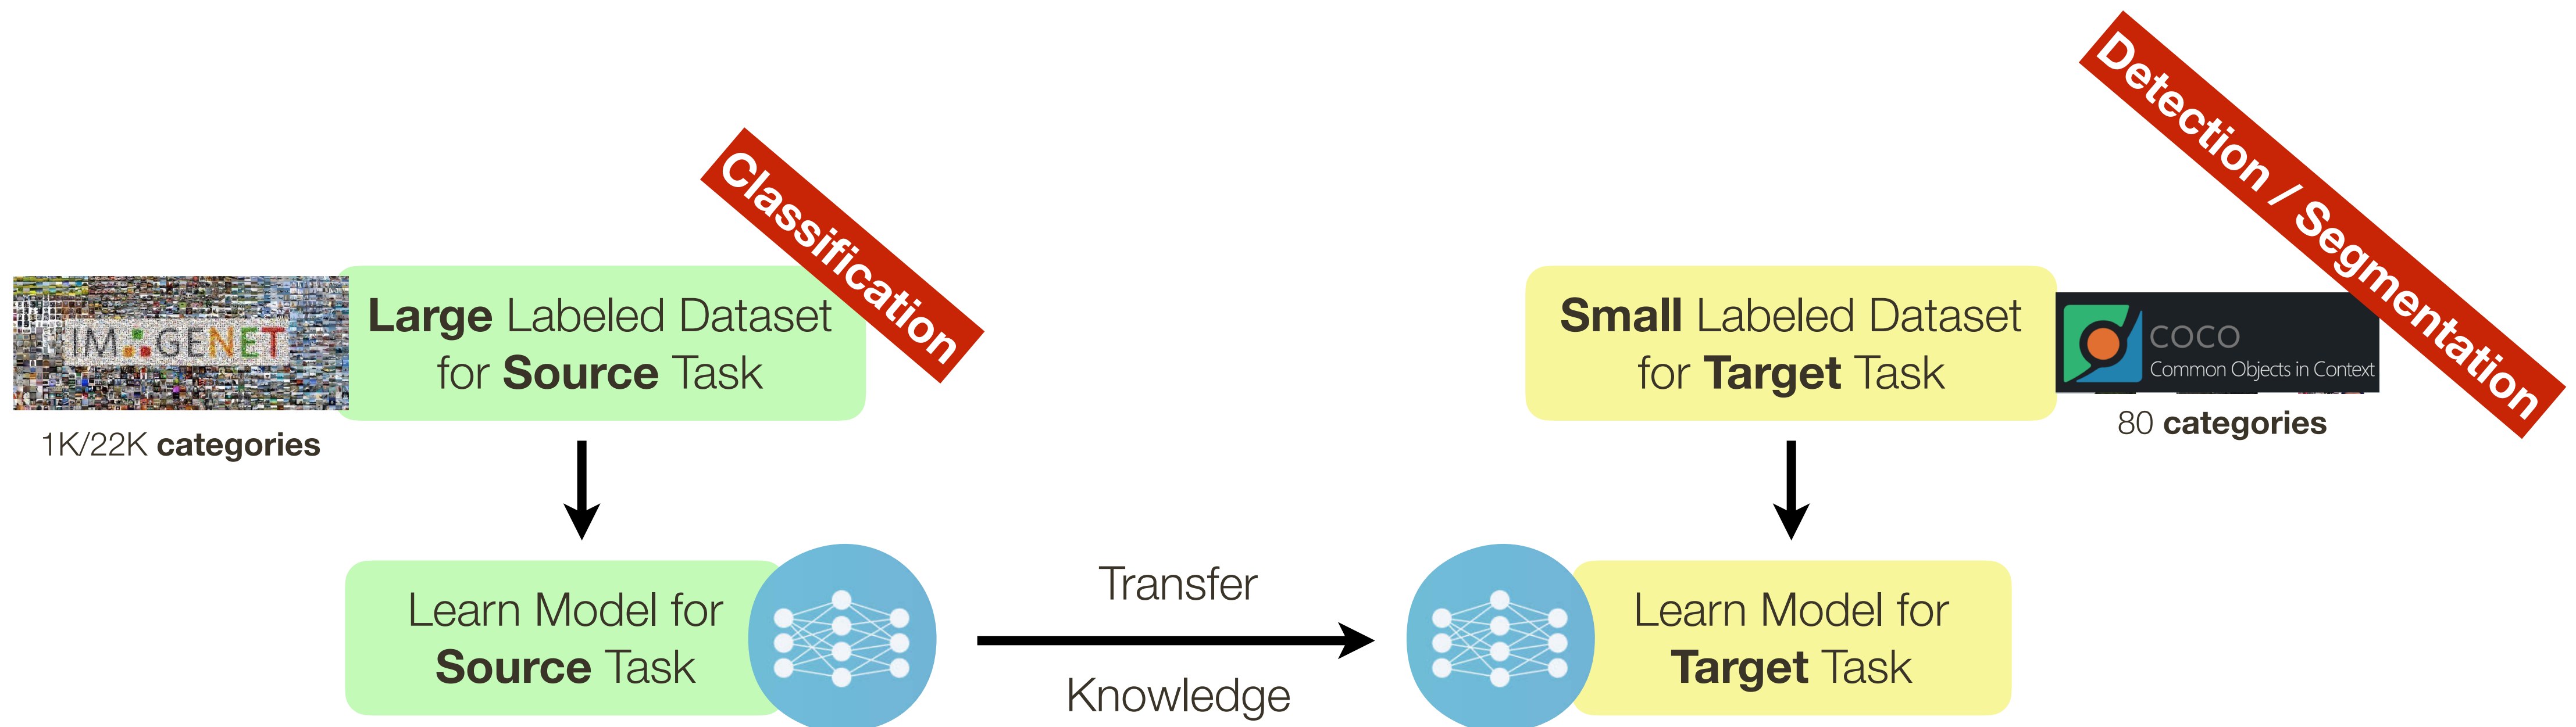 Classification
Detection / Segmentation
IMAGENET
Large Labeled Dataset
for Source Task
1K/22K categories
Small Labeled Dataset
for Target Task
COCO
Common Objects in Context
80 categories
Learn Model for
Source Task
Transfer
Knowledge
Learn Model for
Target Task